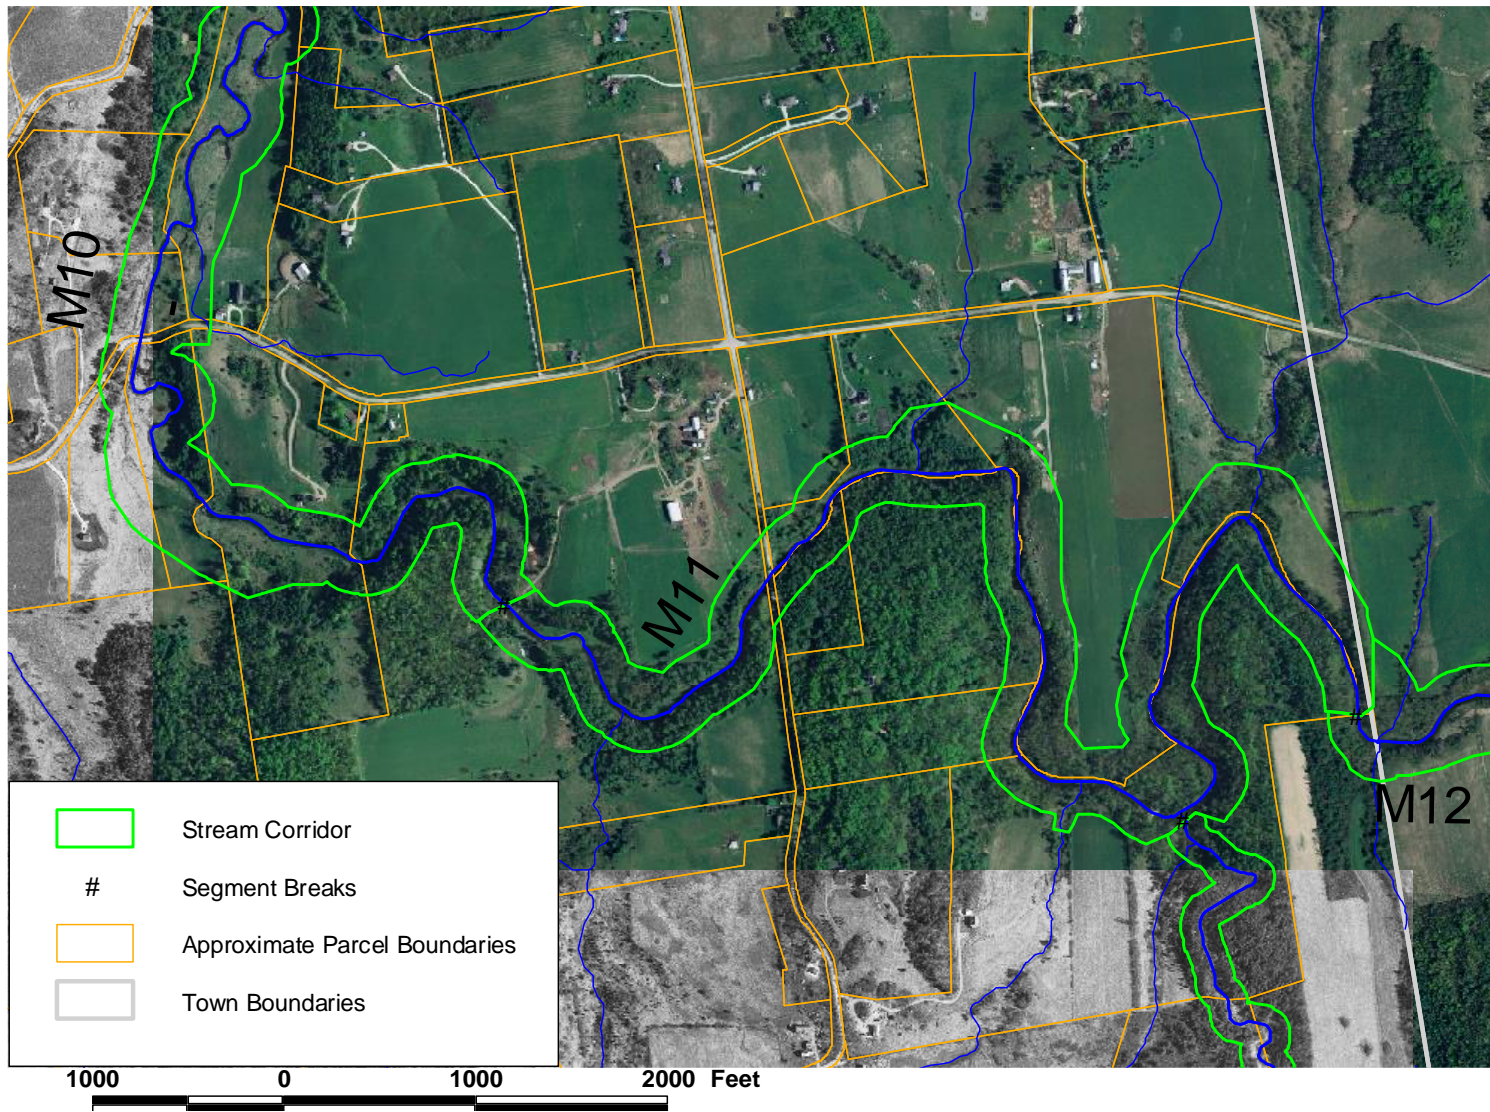 M10
M11
M12
Stream Corridor
# Segment Breaks
Approximate Parcel Boundaries
Town Boundaries
1000 0 1000 2000 Feet